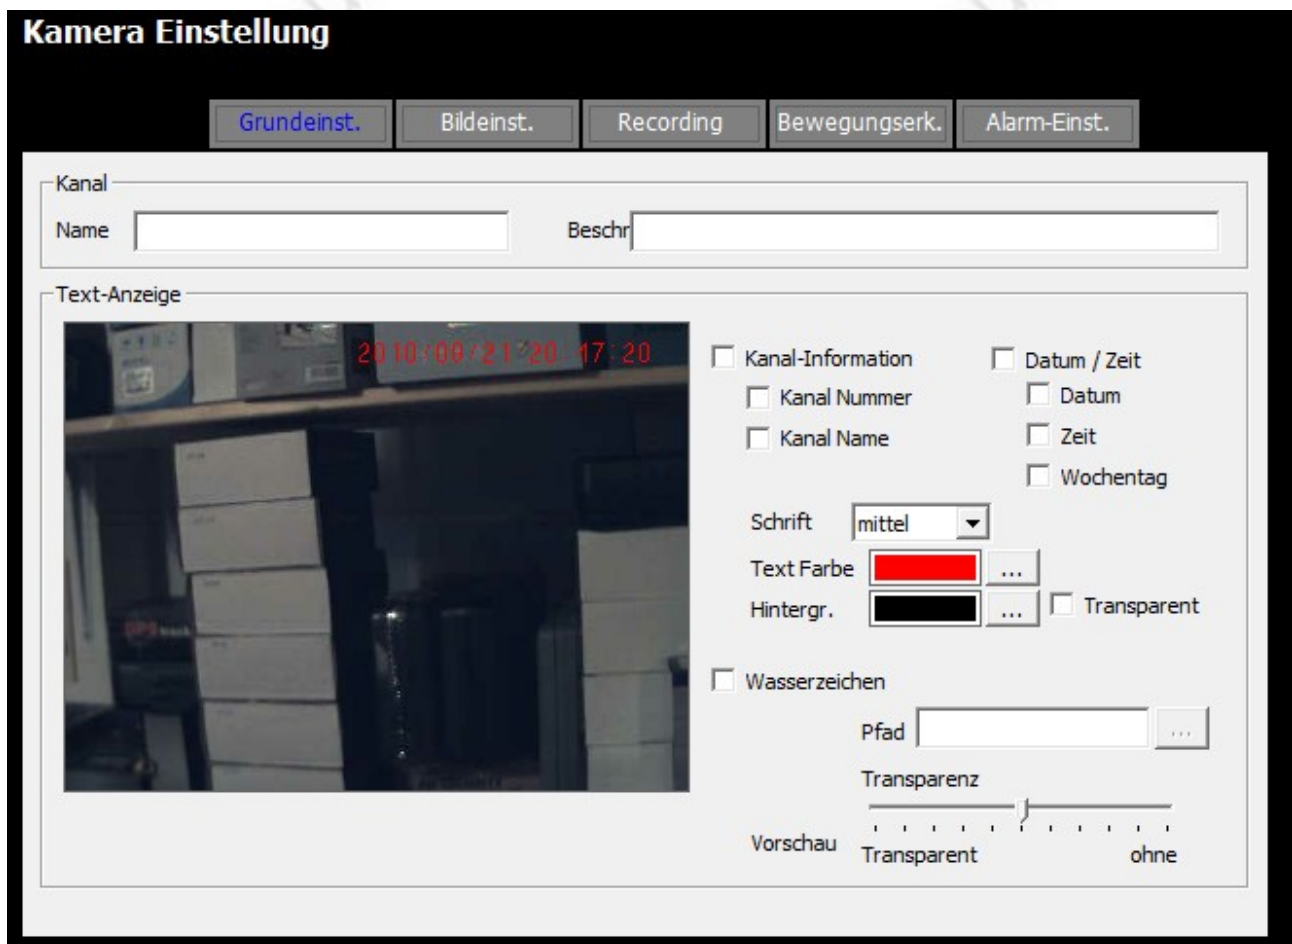 Kamera Einstellung
Grundeinst. Bildeinst. Recording Bewegungserk. Alarm-Einst.
Kanal
Name Beschr
Text-Anzeige
2010/09/21 20:47:20
Kanal-Information Datum / Zeit
Kanal Nummer Datum
Kanal Name Zeit
Wochentag
Schrift mittel
Text Farbe ...
Hintergr. ... Transparent
Wasserzeichen
Pfad ...
Transparenz
Vorschau
Transparent ohne